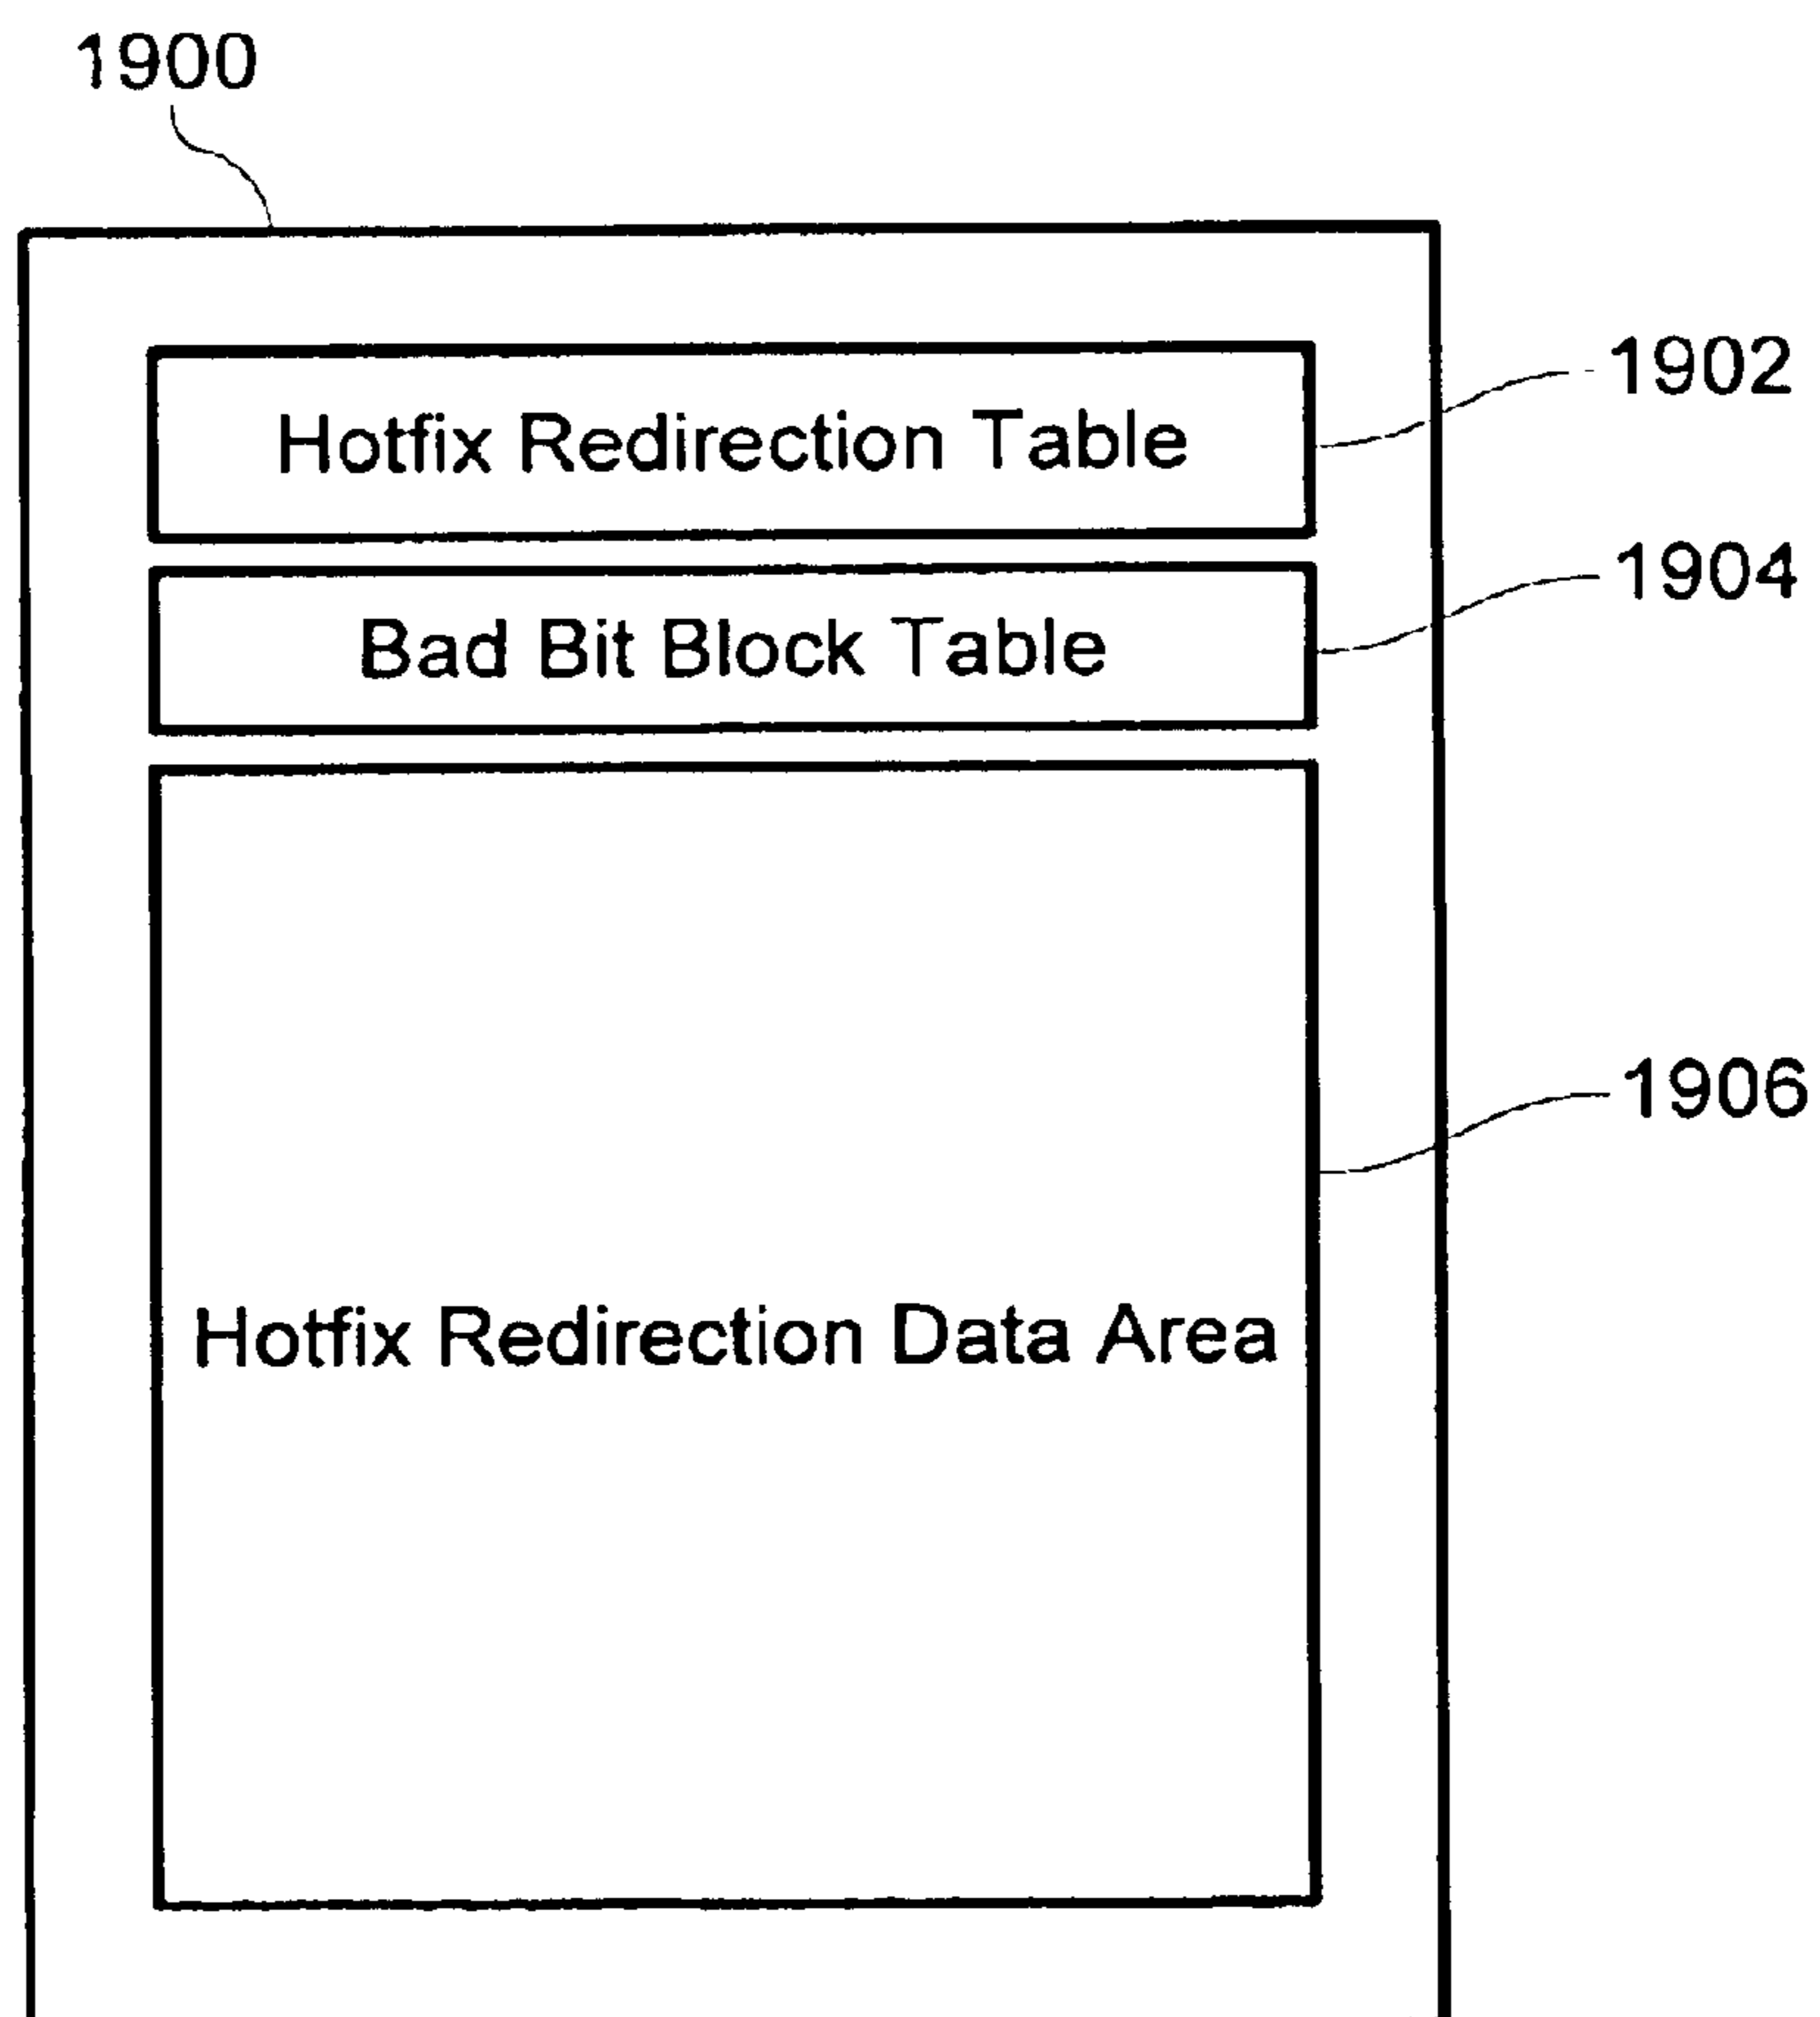 1900
Hotfix Redirection Table
1902
Bad Bit Block Table
1904
1906
Hotfix Redirection Data Area